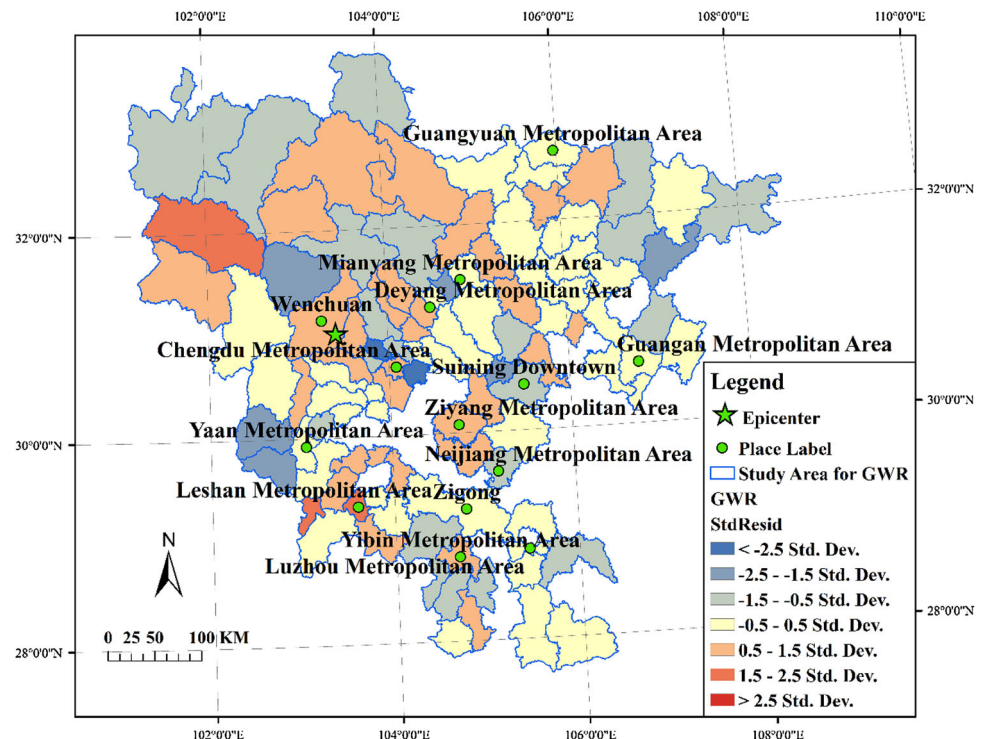 102°0'0"E 104°0'0"E 106°0'0"E 108°0'0"E 110°0'0"E
Guangyuan Metropolitan Area
32°0'0"N
32°0'0"N
Mianyang Metropolitan Area
Deyang Metropolitan Area
Wenchuan
Guangan Metropolitan Area
Chengdu Metropolitan Area
Suining Downtown
Legend
Epicenter
30°0'0"N
Ziyang Metropolitan Area
Yaan Metropolitan Area
30°0'0"N
Place Label
Neijiang Metropolitan Area
Study Area for GWR
Leshan Metropolitan Area
Zigong
GWR
StdResid
N
Yibin Metropolitan Area
< -2.5 Std. Dev.
Luzhou Metropolitan Area
-2.5 - -1.5 Std. Dev.
-1.5 - -0.5 Std. Dev.
28°0'0"N
-0.5 - 0.5 Std. Dev.
0 25 50 100 KM
0.5 - 1.5 Std. Dev.
28°0'0"N
1.5 - 2.5 Std. Dev.
> 2.5 Std. Dev.
102°0'0"E 104°0'0"E 106°0'0"E 108°0'0"E